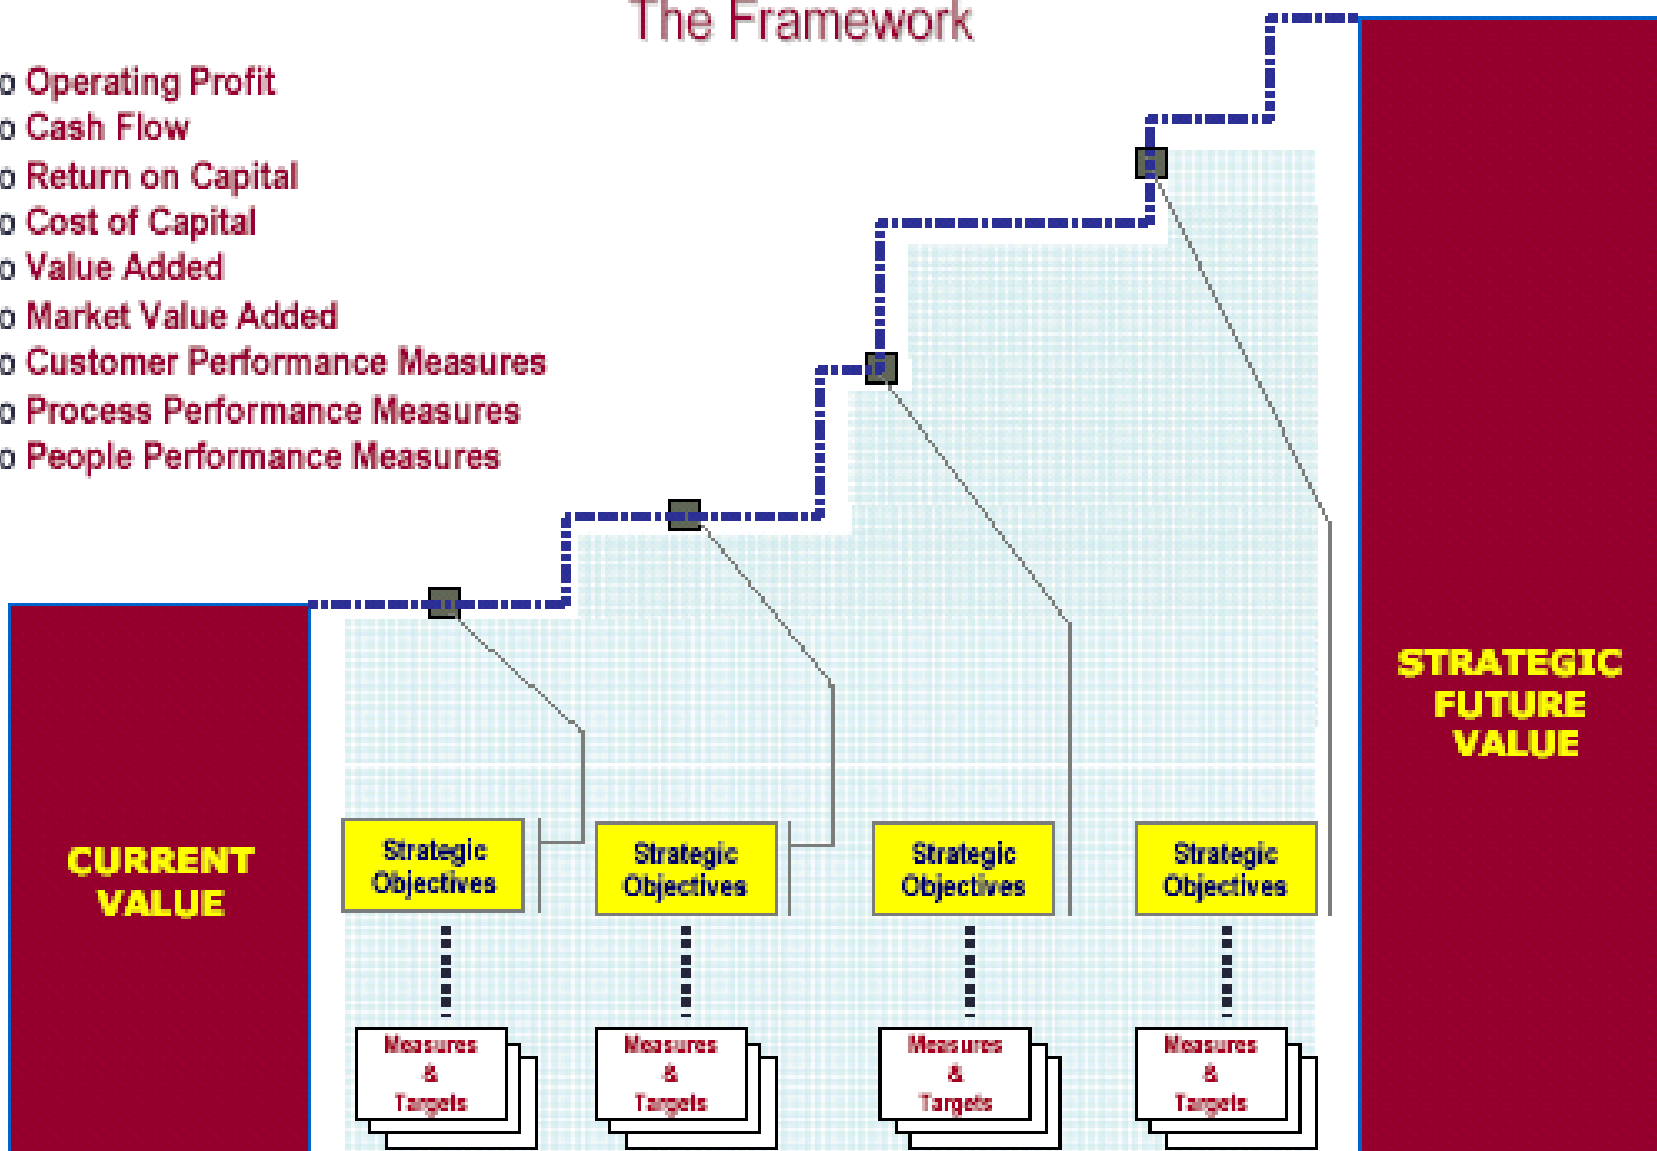 The Framework
o Operating Profit
o Cash Flow
o Return on Capital
o Cost of Capital
o Value Added
o Market Value Added
o Customer Performance Measures
o Process Performance Measures
o People Performance Measures
STRATEGIC
FUTURE
VALUE
CURRENT
VALUE
Strategic
Objectives
Strategic
Objectives
Strategic
Objectives
Strategic
Objectives
Measures
&
Targets
Measures
&
Targets
Measures
&
Targets
Measures
&
Targets